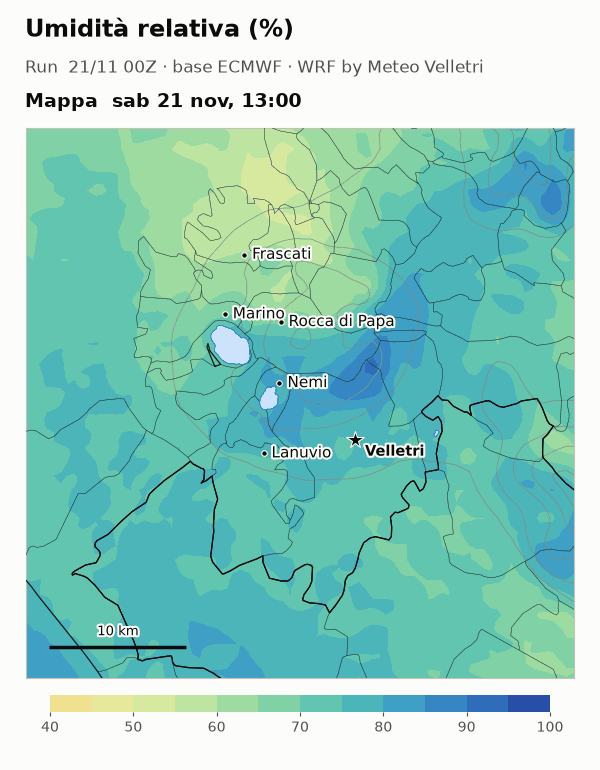 Umidità relativa (%)
Run  21/11 00Z · base ECMWF · WRF by Meteo Velletri
Mappa  sab 21 nov, 13:00
Frascati
Marino
Rocca di Papa
Nemi
Velletri
Lanuvio
10 km
40 50 60 70 80 90 100